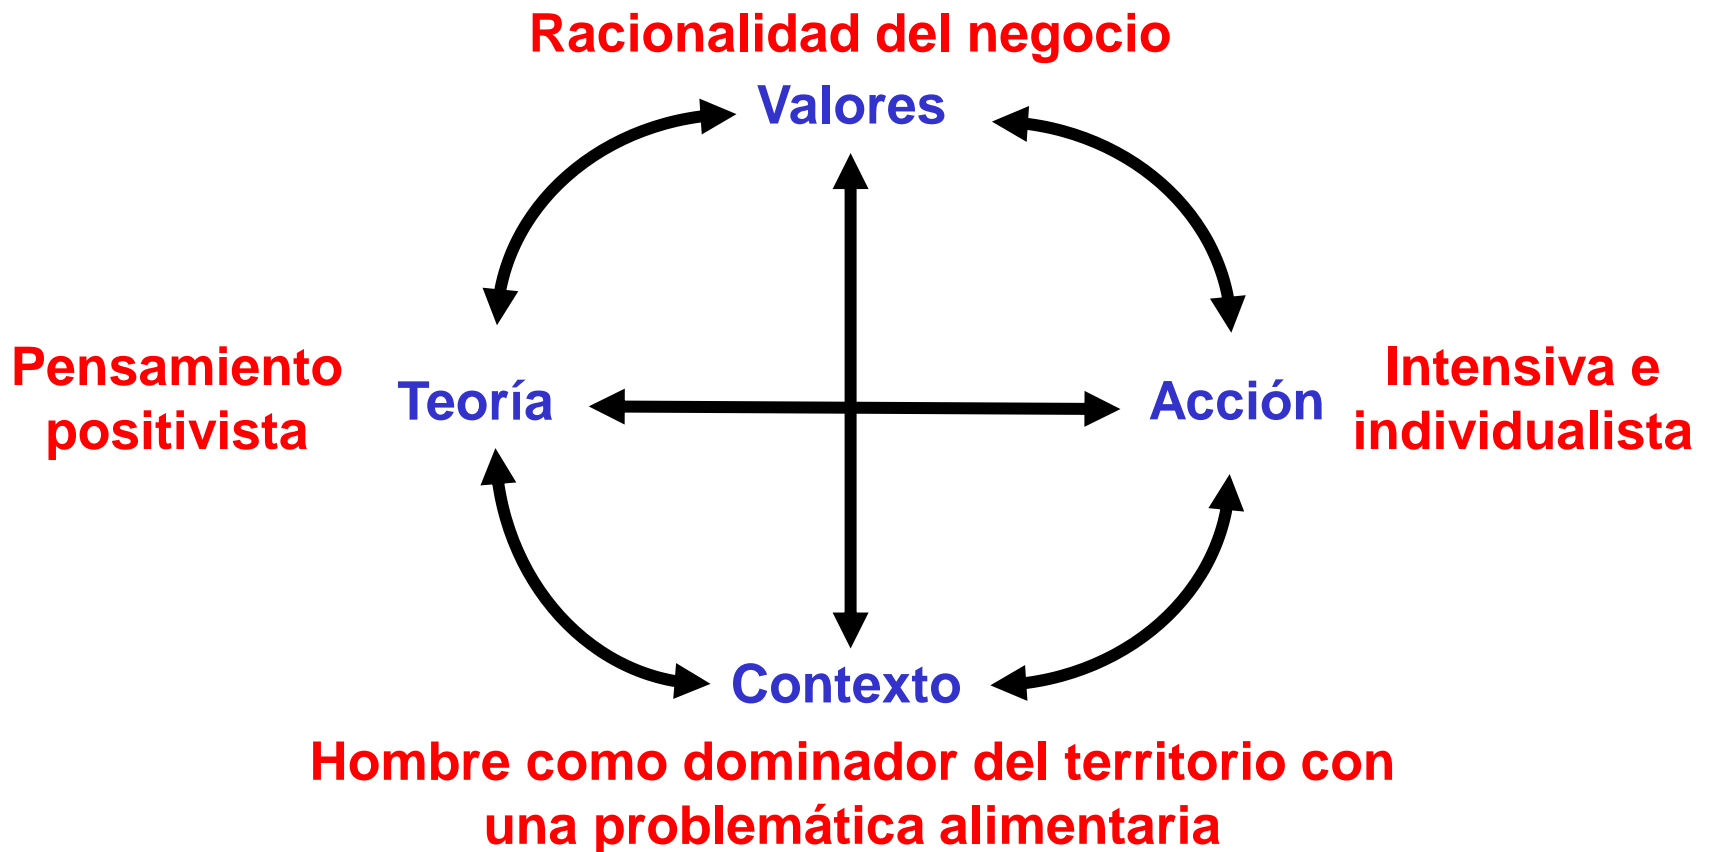 Racionalidad del negocio
Valores
Pensamiento
positivista
Teoría
Acción
Intensiva e
individualista
Contexto
Hombre como dominador del territorio con
una problemática alimentaria